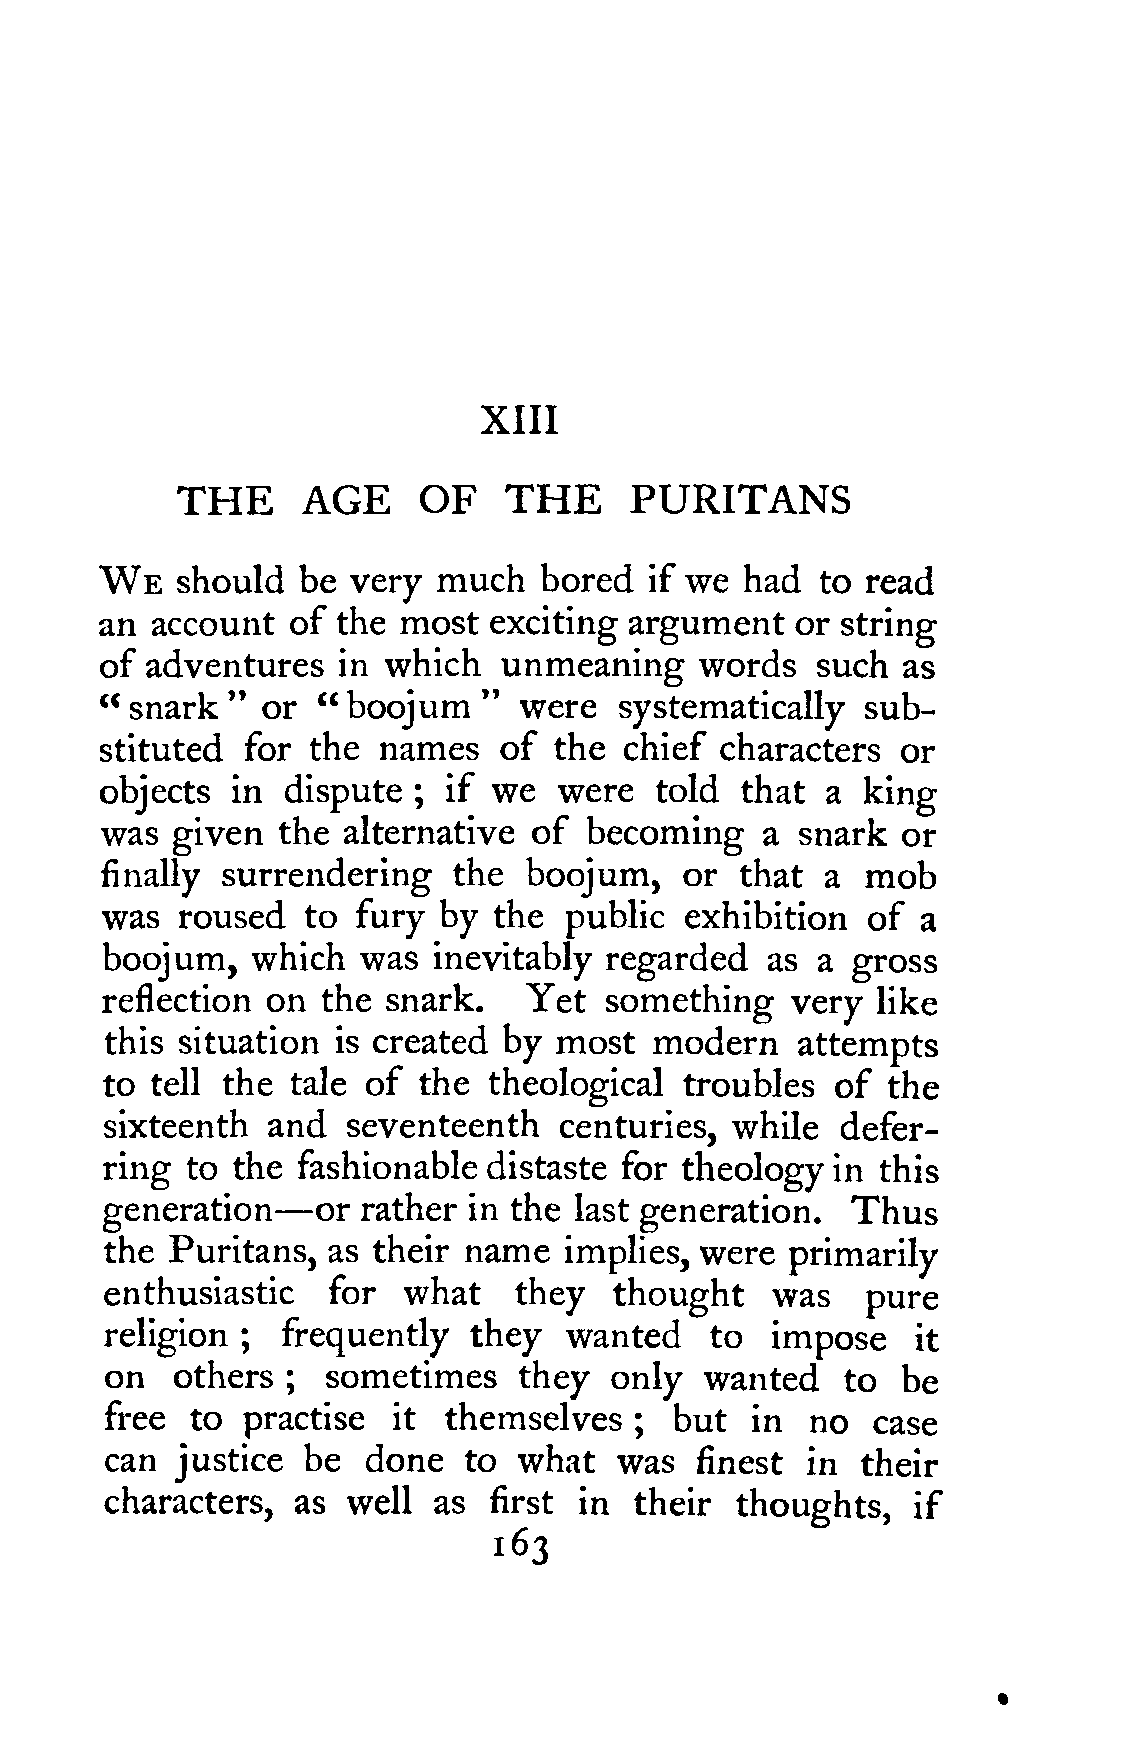 XIII
THE AGE OF THE PURITANS
WE should be very much bored if we had to read
an account of the most exciting argument or string
of adventures in which unmeaning words such as
“ snark ” or “ boojum ” were systematically sub-
stituted for the names of the chief characters or
objects in dispute ; if we were told that a king
was given the alternative of becoming a snark or
finally surrendering the boojum, or that a mob
was roused to fury by the public exhibition of a
boojum, which was inevitably regarded as a gross
reflection on the snark. Yet something very like
this situation is created by most modern attempts
to tell the tale of the theological troubles of the
sixteenth and seventeenth centuries, while defer-
ring to the fashionable distaste for theology in this
generation—or rather in the last generation. Thus
the Puritans, as their name implies, were primarily
enthusiastic for what they thought was pure
religion ; frequently they wanted to impose it
on others ; sometimes they only wanted to be
free to practise it themselves ; but in no case
can justice be done to what was finest in their
characters, as well as first in their thoughts, if
163